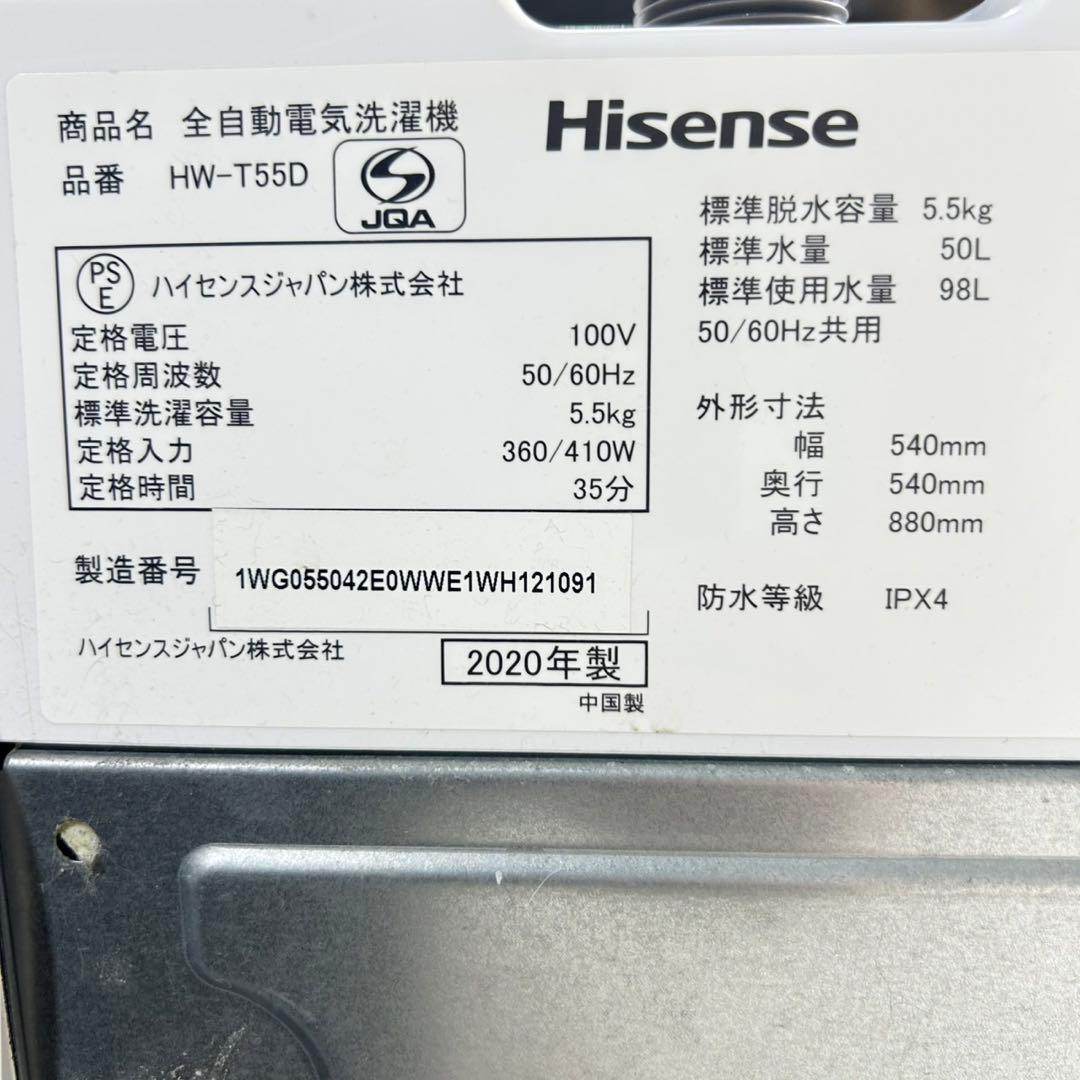 商品名 全自動電気洗濯機
品番 HW-T55D
JQA
Hisense
PS
E
ハイセンスジャパン株式会社
定格電圧 100V
定格周波数 50/60Hz
標準洗濯容量 5.5kg
定格入力 360/410W
定格時間 35分
製造番号 1WG055042E0WWE1WH121091
ハイセンスジャパン株式会社
2020年製
中国製
標準脱水容量 5.5kg
標準水量 50L
標準使用水量 98L
50/60Hz共用
外形寸法
幅 540mm
奥行 540mm
高さ 880mm
防水等級 IPX4